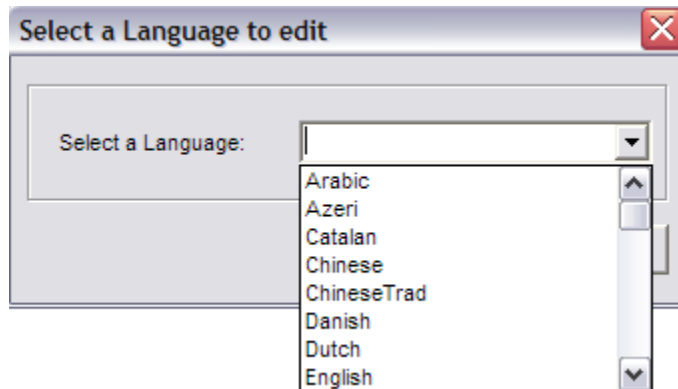 Select a Language to edit
Select a Language:
Arabic
Azeri
Catalan
Chinese
ChineseTrad
Danish
Dutch
English